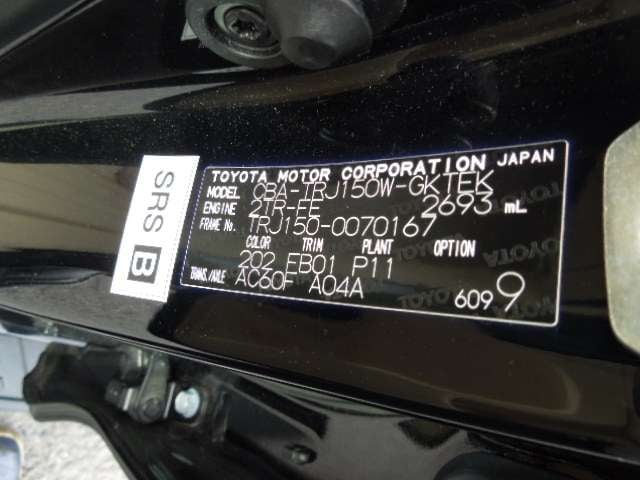 TOYOTA MOTOR CORPORATION JAPAN
MODEL CBA-TRJ150W-GKTEK
ENGINE 2TR-FE 2693 mL
FRAME No. TRJ150-0070167
COLOR TRIM PLANT OPTION
202 EB01 P11
TRANS./AXLE AC60F A04A
609 9
SRS B